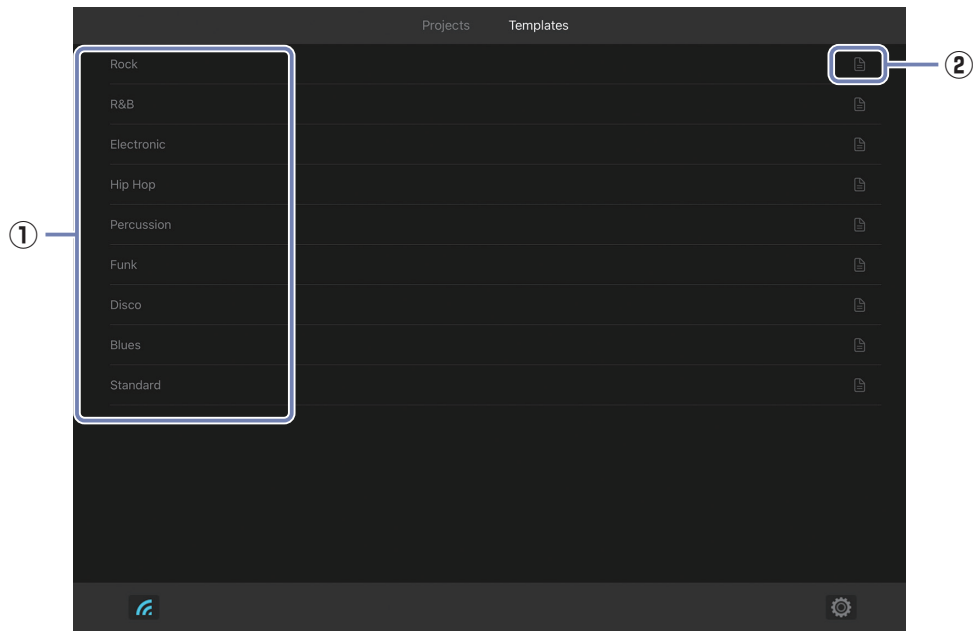 Projects Templates
Rock
②
R&B
Electronic
Hip Hop
Percussion
①
Funk
Disco
Blues
Standard